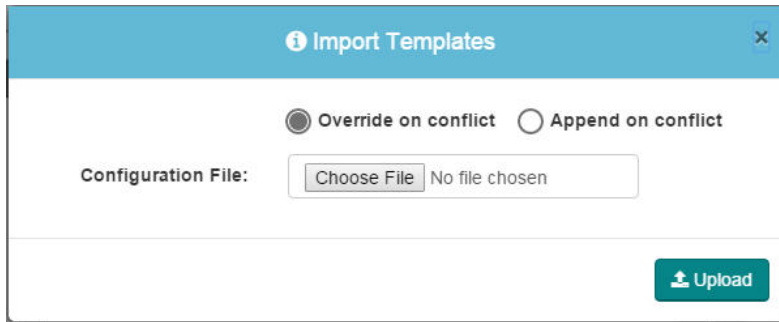 Import Templates
×
Override on conflict Append on conflict
Configuration File: Choose File No file chosen
Upload